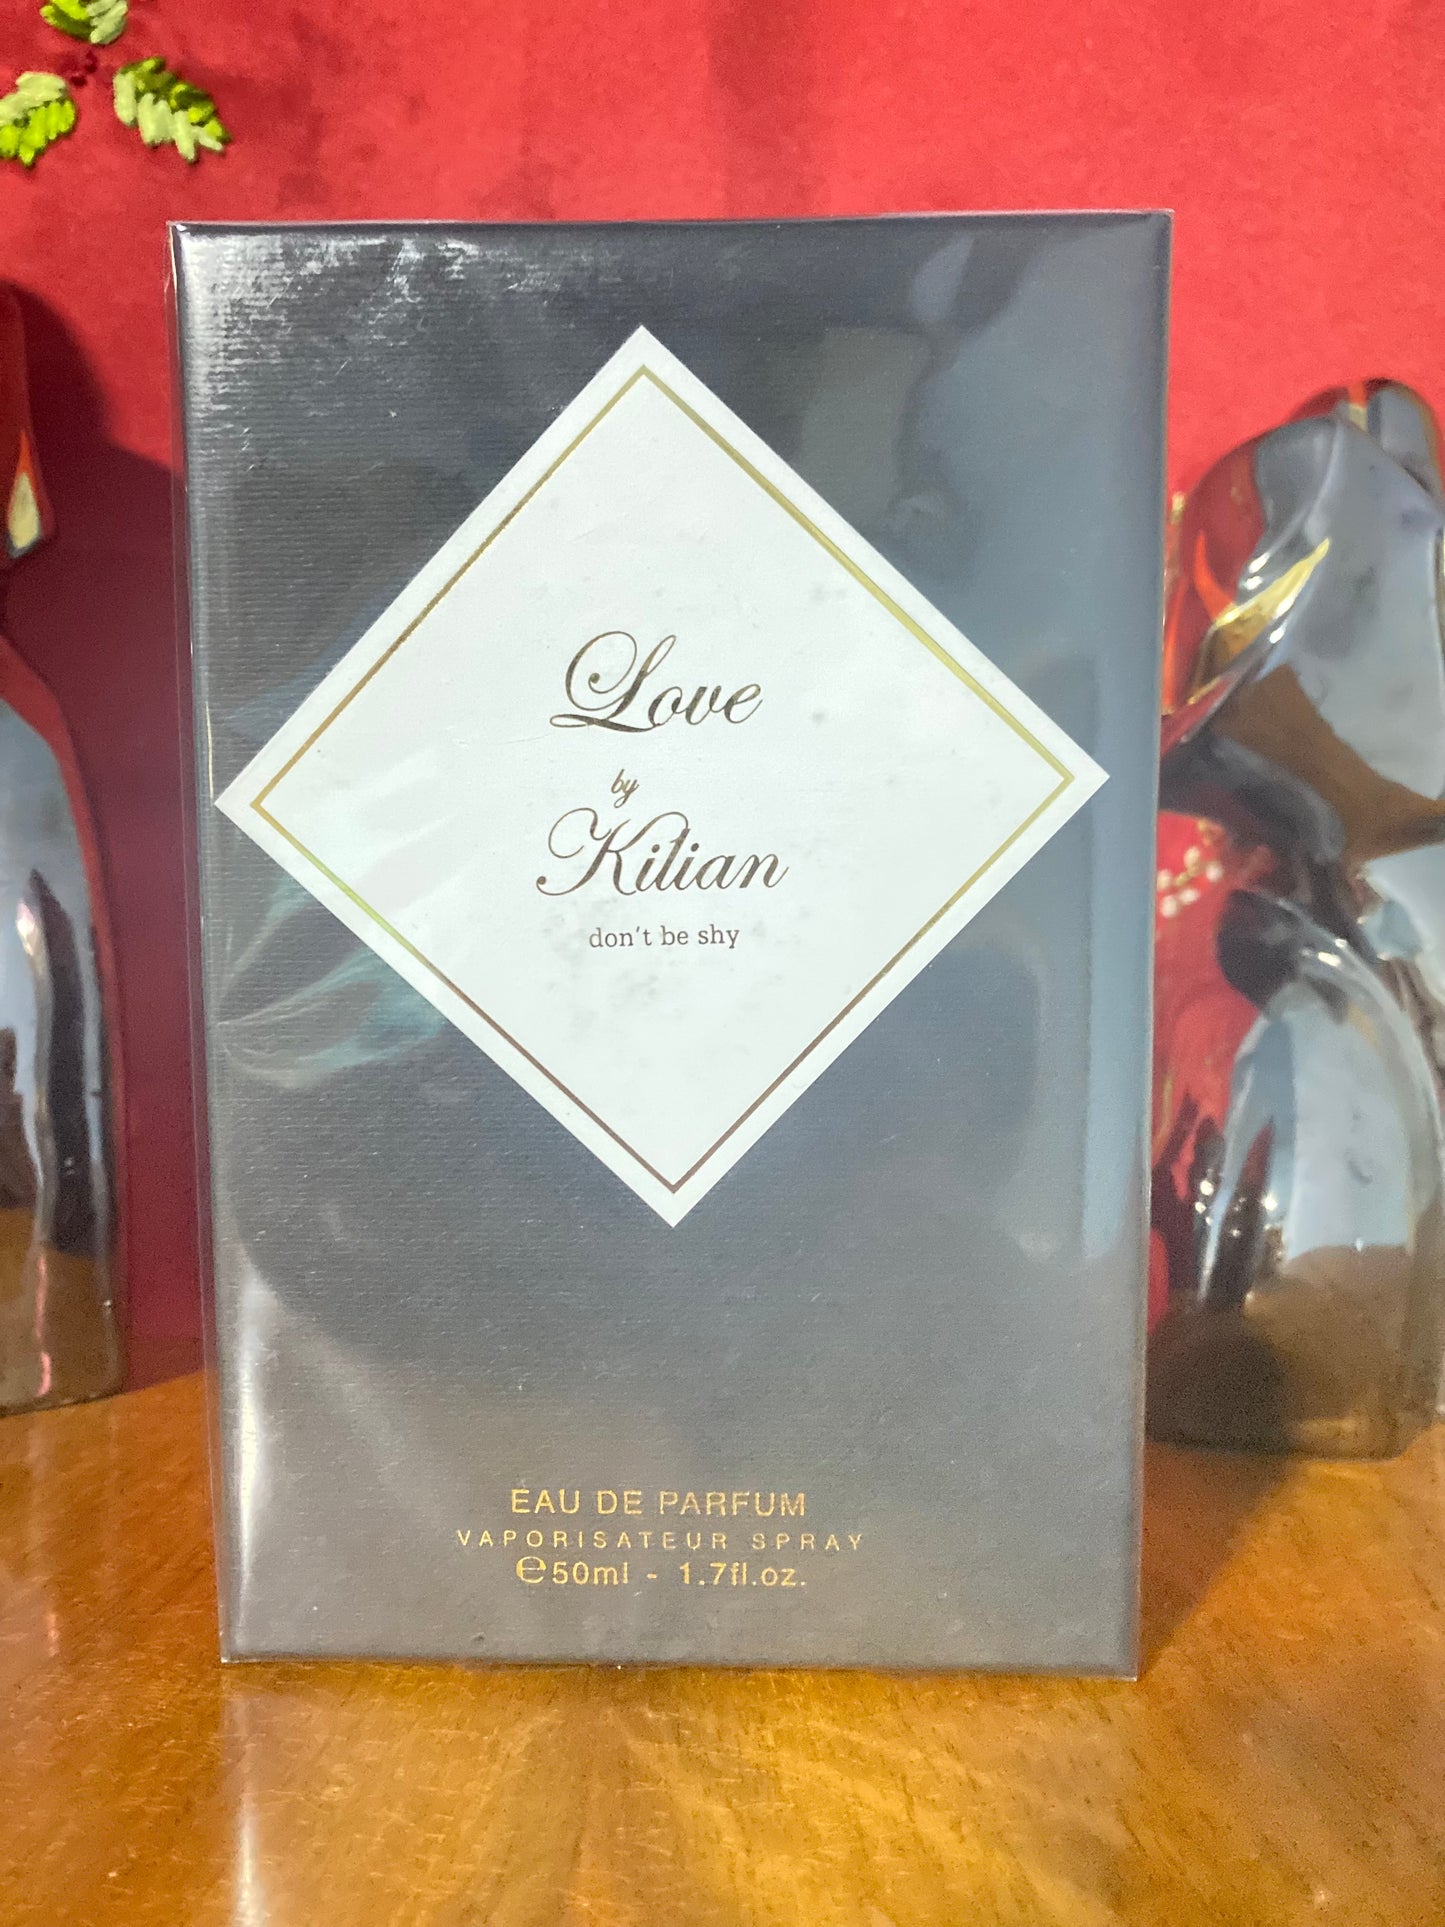 Love
by
Kilian
don't be shy
EAU DE PARFUM
VAPORISATEUR SPRAY
℮50ml - 1.7fl.oz.